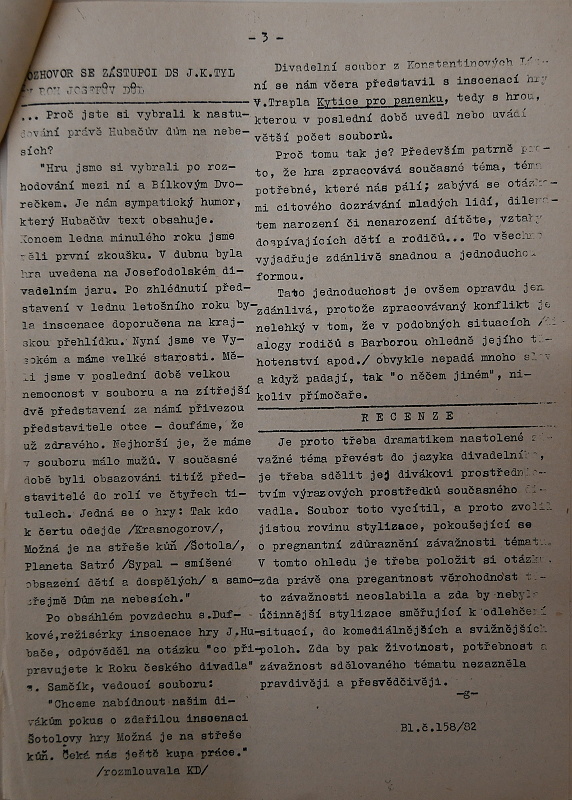 - 3 -
ROZHOVOR SE ZÁSTUPCI DS J.K.TYL
... Proč jste si vybrali k nastu-
dování právě Hubačův dům na nebe-
sích?
"Hru jsme si vybrali po roz-
hodování mezi ní a Bílkovým Dvo-
rečkem. Je nám sympatický humor,
který Hubačův text obsahuje.
Koncem ledna minulého roku jsme
měli první zkoušku. V dubnu byla
hra uvedena na Josefodolském di-
vadelním jaru. Po zhlédnutí před-
stavení v lednu letošního roku by-
la inscenace doporučena na kraj-
skou přehlídku. Nyní jsme ve Vy-
sokém a máme velké starosti. Mě-
li jsme v poslední době velkou
nemocnost v souboru a na zítřejší
dvě představení za námi přivezou
představitele otce - doufáme, že
už zdravého. Nejhorší je, že máme
v souboru málo mužů. V současné
době byli obsazováni titíž před-
stavitelé do rolí ve čtyřech ti-
tulech. Jedná se o hry: Tak kdo
k čertu odejde /Krasnogorov/,
Možná je na střeše kůň /Šotola/,
Planeta Satré /Sypal - smíšené
obsazení dětí a dospělých/ a samo-
zřejmě Dům na nebesích."
Po obsáhlém povzdechu s.Duf-
kové,režisérky inscenace hry J.Hu-
bače, odpověděl na otázku "co při-
pravujete k Roku českého divadla"
s. Samčík, vedoucí souboru:
"Chceme nabídnout našim di-
vákům pokus o zdařilou inscenaci
Šotolovy hry Možná je na střeše
kůň. Čeká nás ještě kupa práce."
/rozmlouvala KD/
Divadelní soubor z Konstantinových
ní se nám včera představil s inscenací hry
V.Trapla Kytice pro panenku, tedy s hrou,
kterou v poslední době uvedl nebo uvádí
větší počet souborů.
Proč tomu tak je? Především patrně pro-
to, že hra zpracovává současné téma, téma
potřebné, které nás pálí; zabývá se otázka-
mi citového dozrávání mladých lidí, dilema-
tem narození či nenarození dítěte, vztahy
dospívajících dětí a rodičů... To všechno
vyjadřuje zdánlivě snadnou a jednoduchou
formou.
Tato jednoduchost je ovšem opravdu jen
zdánlivá, protože zpracovávaný konflikt je
nelehký v tom, že v podobných situacích /di-
alogy rodičů s Barborou ohledně jejího tě-
hotenství apod./ obvykle nepadá mnoho slov
a když padají, tak "o něčem jiném", ni-
koliv přímočaře.
R E C E N Z E
Je proto třeba dramatikem nastolené
važné téma převést do jazyka divadelního,
je třeba sdělit jej divákovi prostřednic-
tvím výrazových prostředků současného di-
vadla. Soubor toto vycítil, a proto zvolil
jistou rovinu stylizace, pokoušející se
o pregnantní zdůraznění závažnosti tématu.
V tomto ohledu je třeba položit si otázku,
zda právě ona pregantnost věrohodnost té-
to závažnosti neoslabila a zda by nebylo
účinnější stylizace směřující k odlehčení
situací, do komediálnějších a svižnějších
poloh. Zda by pak životnost, potřebnost a
závažnost sdělovaného tématu nezazněla
pravdivěji a přesvědčivěji.
-g-
Bl.č.158/82